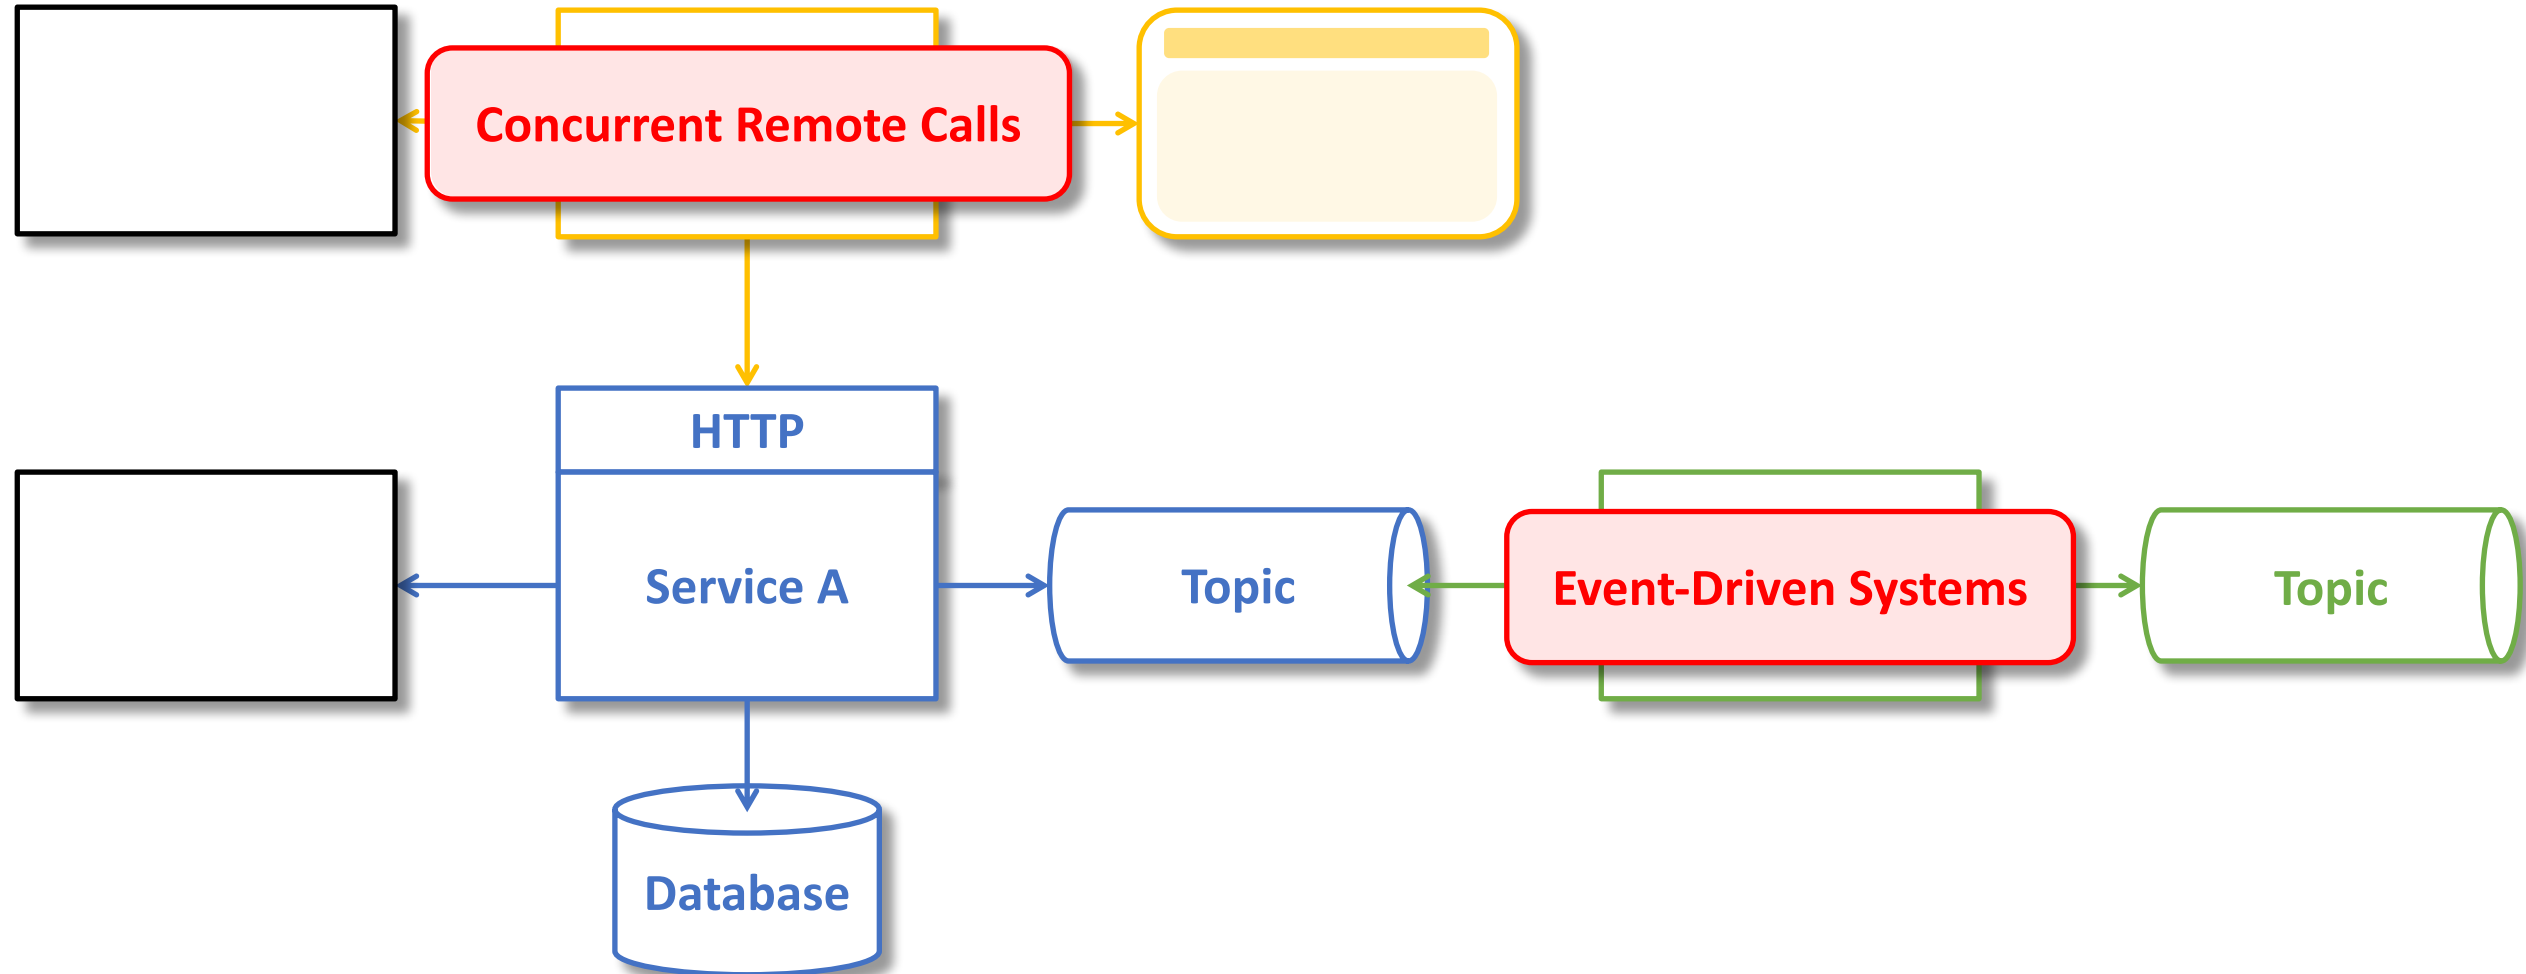 Concurrent Remote Calls
HTTP
Service A
Topic
Event-Driven Systems
Topic
Database